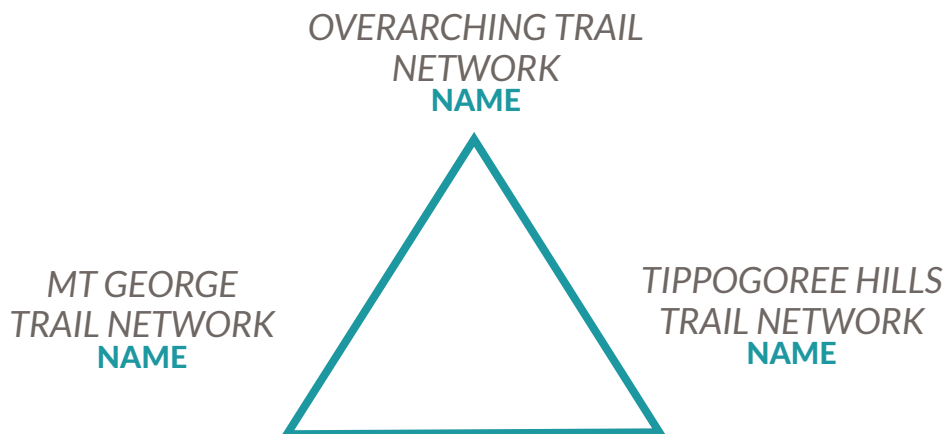 OVERARCHING TRAIL
NETWORK
NAME
MT GEORGE
TRAIL NETWORK
NAME
TIPPOGOREE HILLS
TRAIL NETWORK
NAME